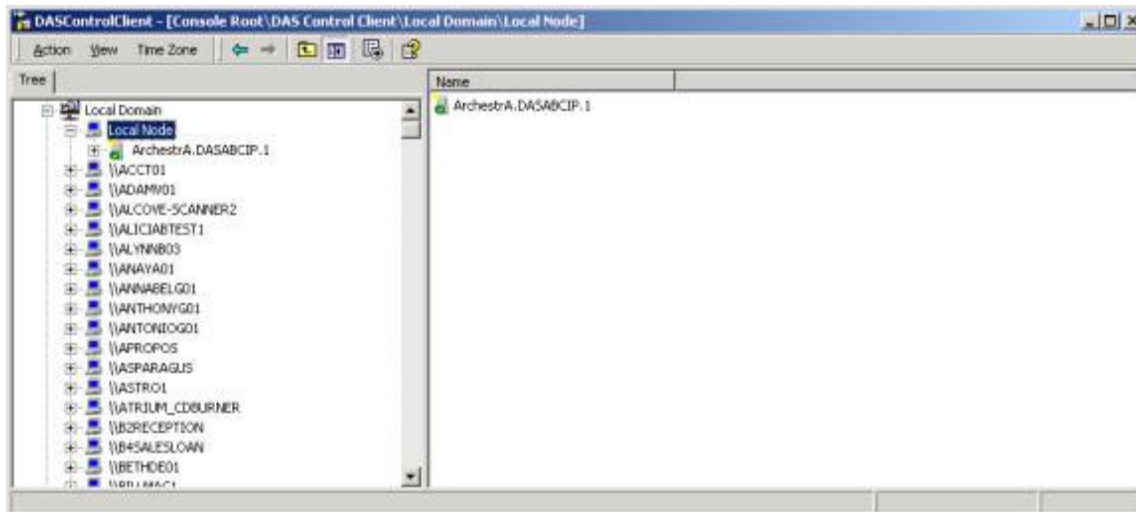 DASControlClient - [Console Root\DAS Control Client\Local Domain\Local Node]
Action View Time Zone
Tree
Name
Local Domain
Local Node
ArchestrA.DASABCIP.1
\\ACCT01
\\ADAMV01
\\ALCOVE-SCANNER2
\\ALICIABTEST1
\\ALYNNB03
\\ANAYA01
\\ANNABELG01
\\ANTHONYG01
\\ANTONIOG01
\\APROPOS
\\ASPARAGUS
\\ASTRO1
\\ATRIUM_CDBURNER
\\B2RECEPTION
\\B4SALESLOAN
\\BETHDE01
ArchestrA.DASABCIP.1